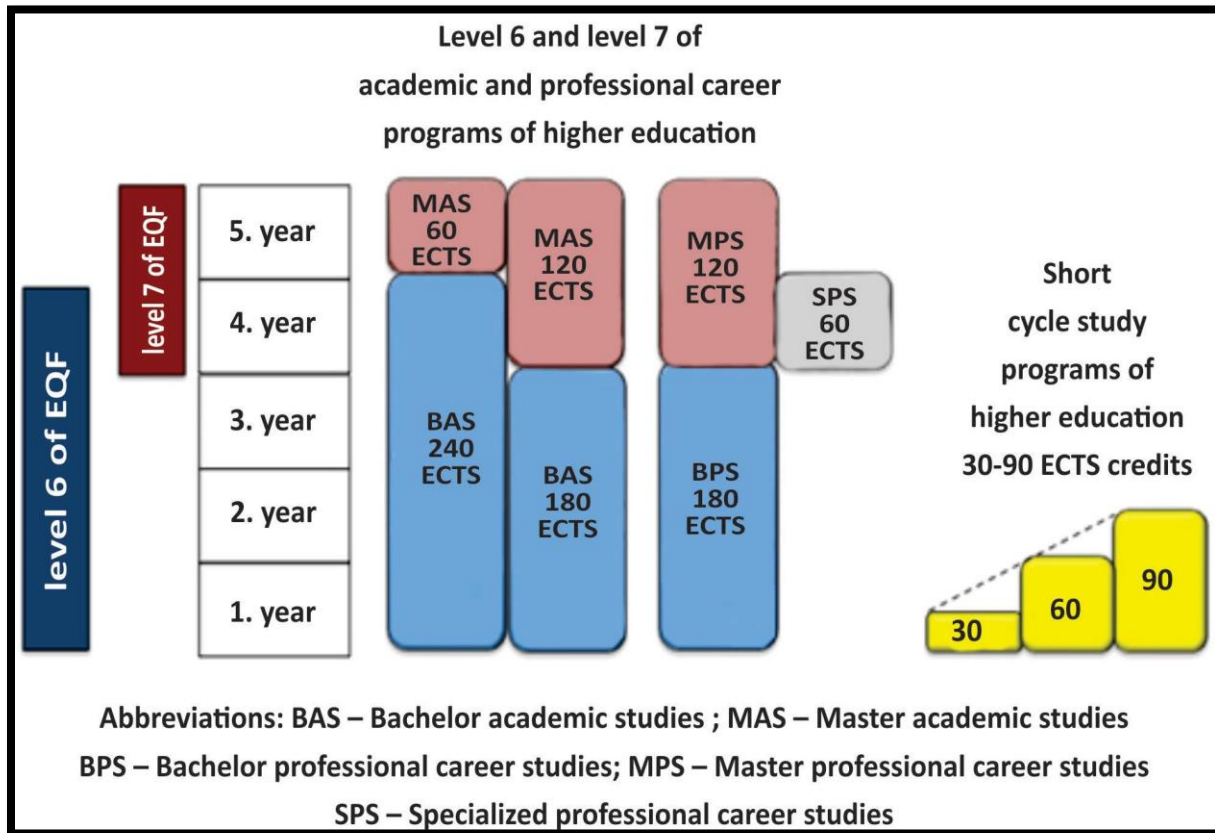 Level 6 and level 7 of
academic and professional career
programs of higher education
level 6 of EQF
level 7 of EQF
5. year
4. year
3. year
2. year
1. year
MAS
60
ECTS
BAS
240
ECTS
MAS
120
ECTS
BAS
180
ECTS
MPS
120
ECTS
BPS
180
ECTS
SPS
60
ECTS
Short
cycle study
programs of
higher education
30-90 ECTS credits
30
60
90
Abbreviations: BAS – Bachelor academic studies ; MAS – Master academic studies
BPS – Bachelor professional career studies; MPS – Master professional career studies
SPS – Specialized professional career studies